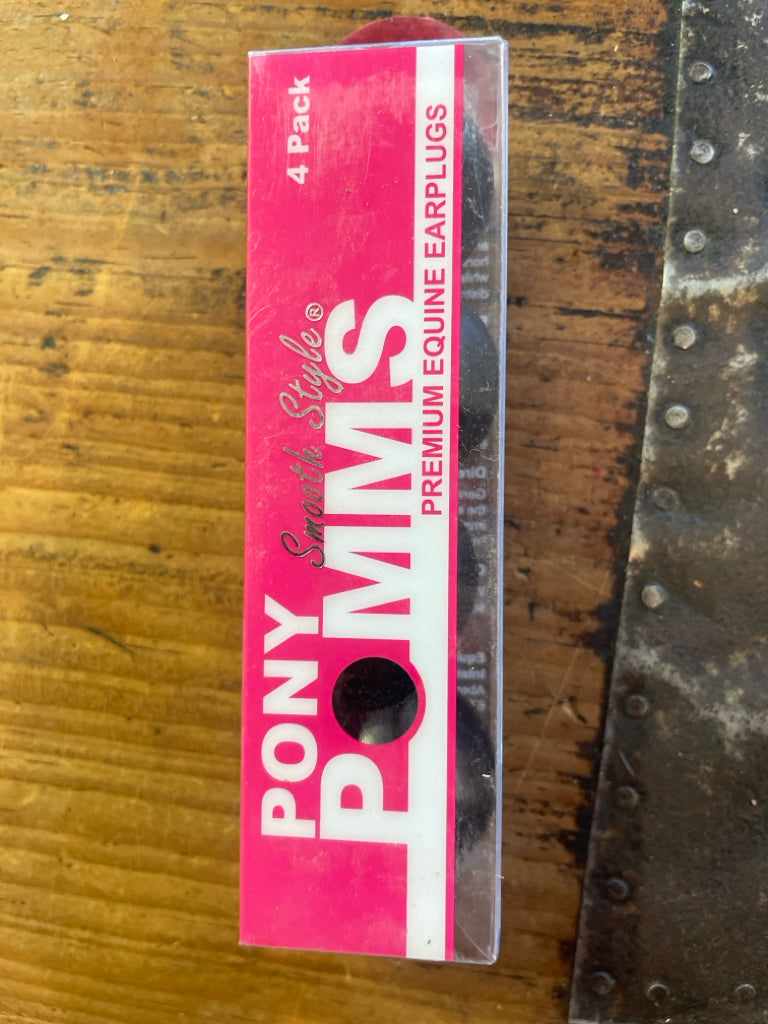 4 Pack
PONY
Smooth Style®
POMMS
PREMIUM EQUINE EARPLUGS